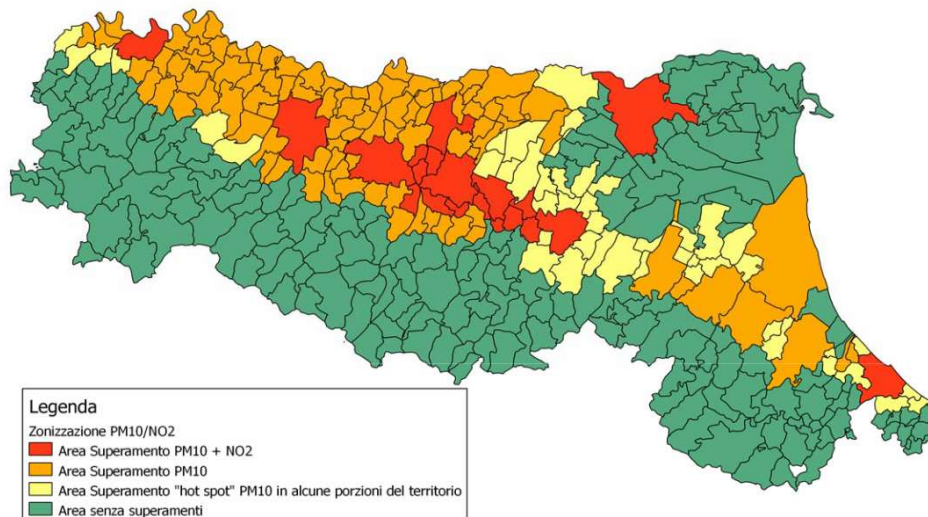 Legenda
Zonizzazione PM10/NO2
Area Superamento PM10 + NO2
Area Superamento PM10
Area Superamento "hot spot" PM10 in alcune porzioni del territorio
Area senza superamenti